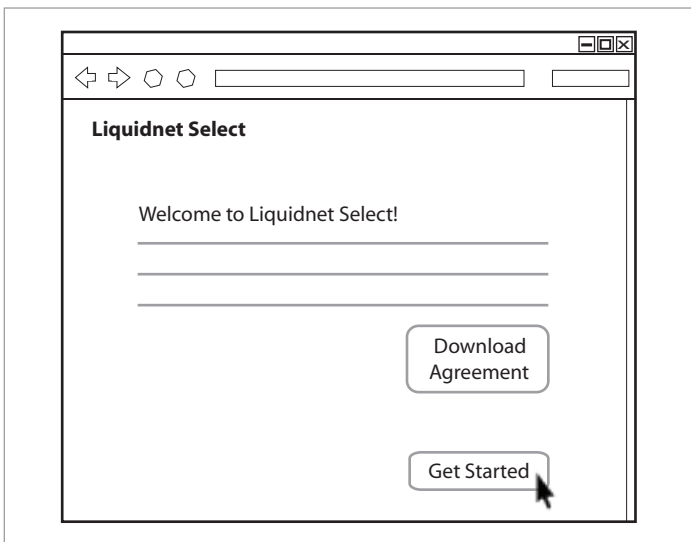 Liquidnet Select
Welcome to Liquidnet Select!
Download
Agreement
Get Started